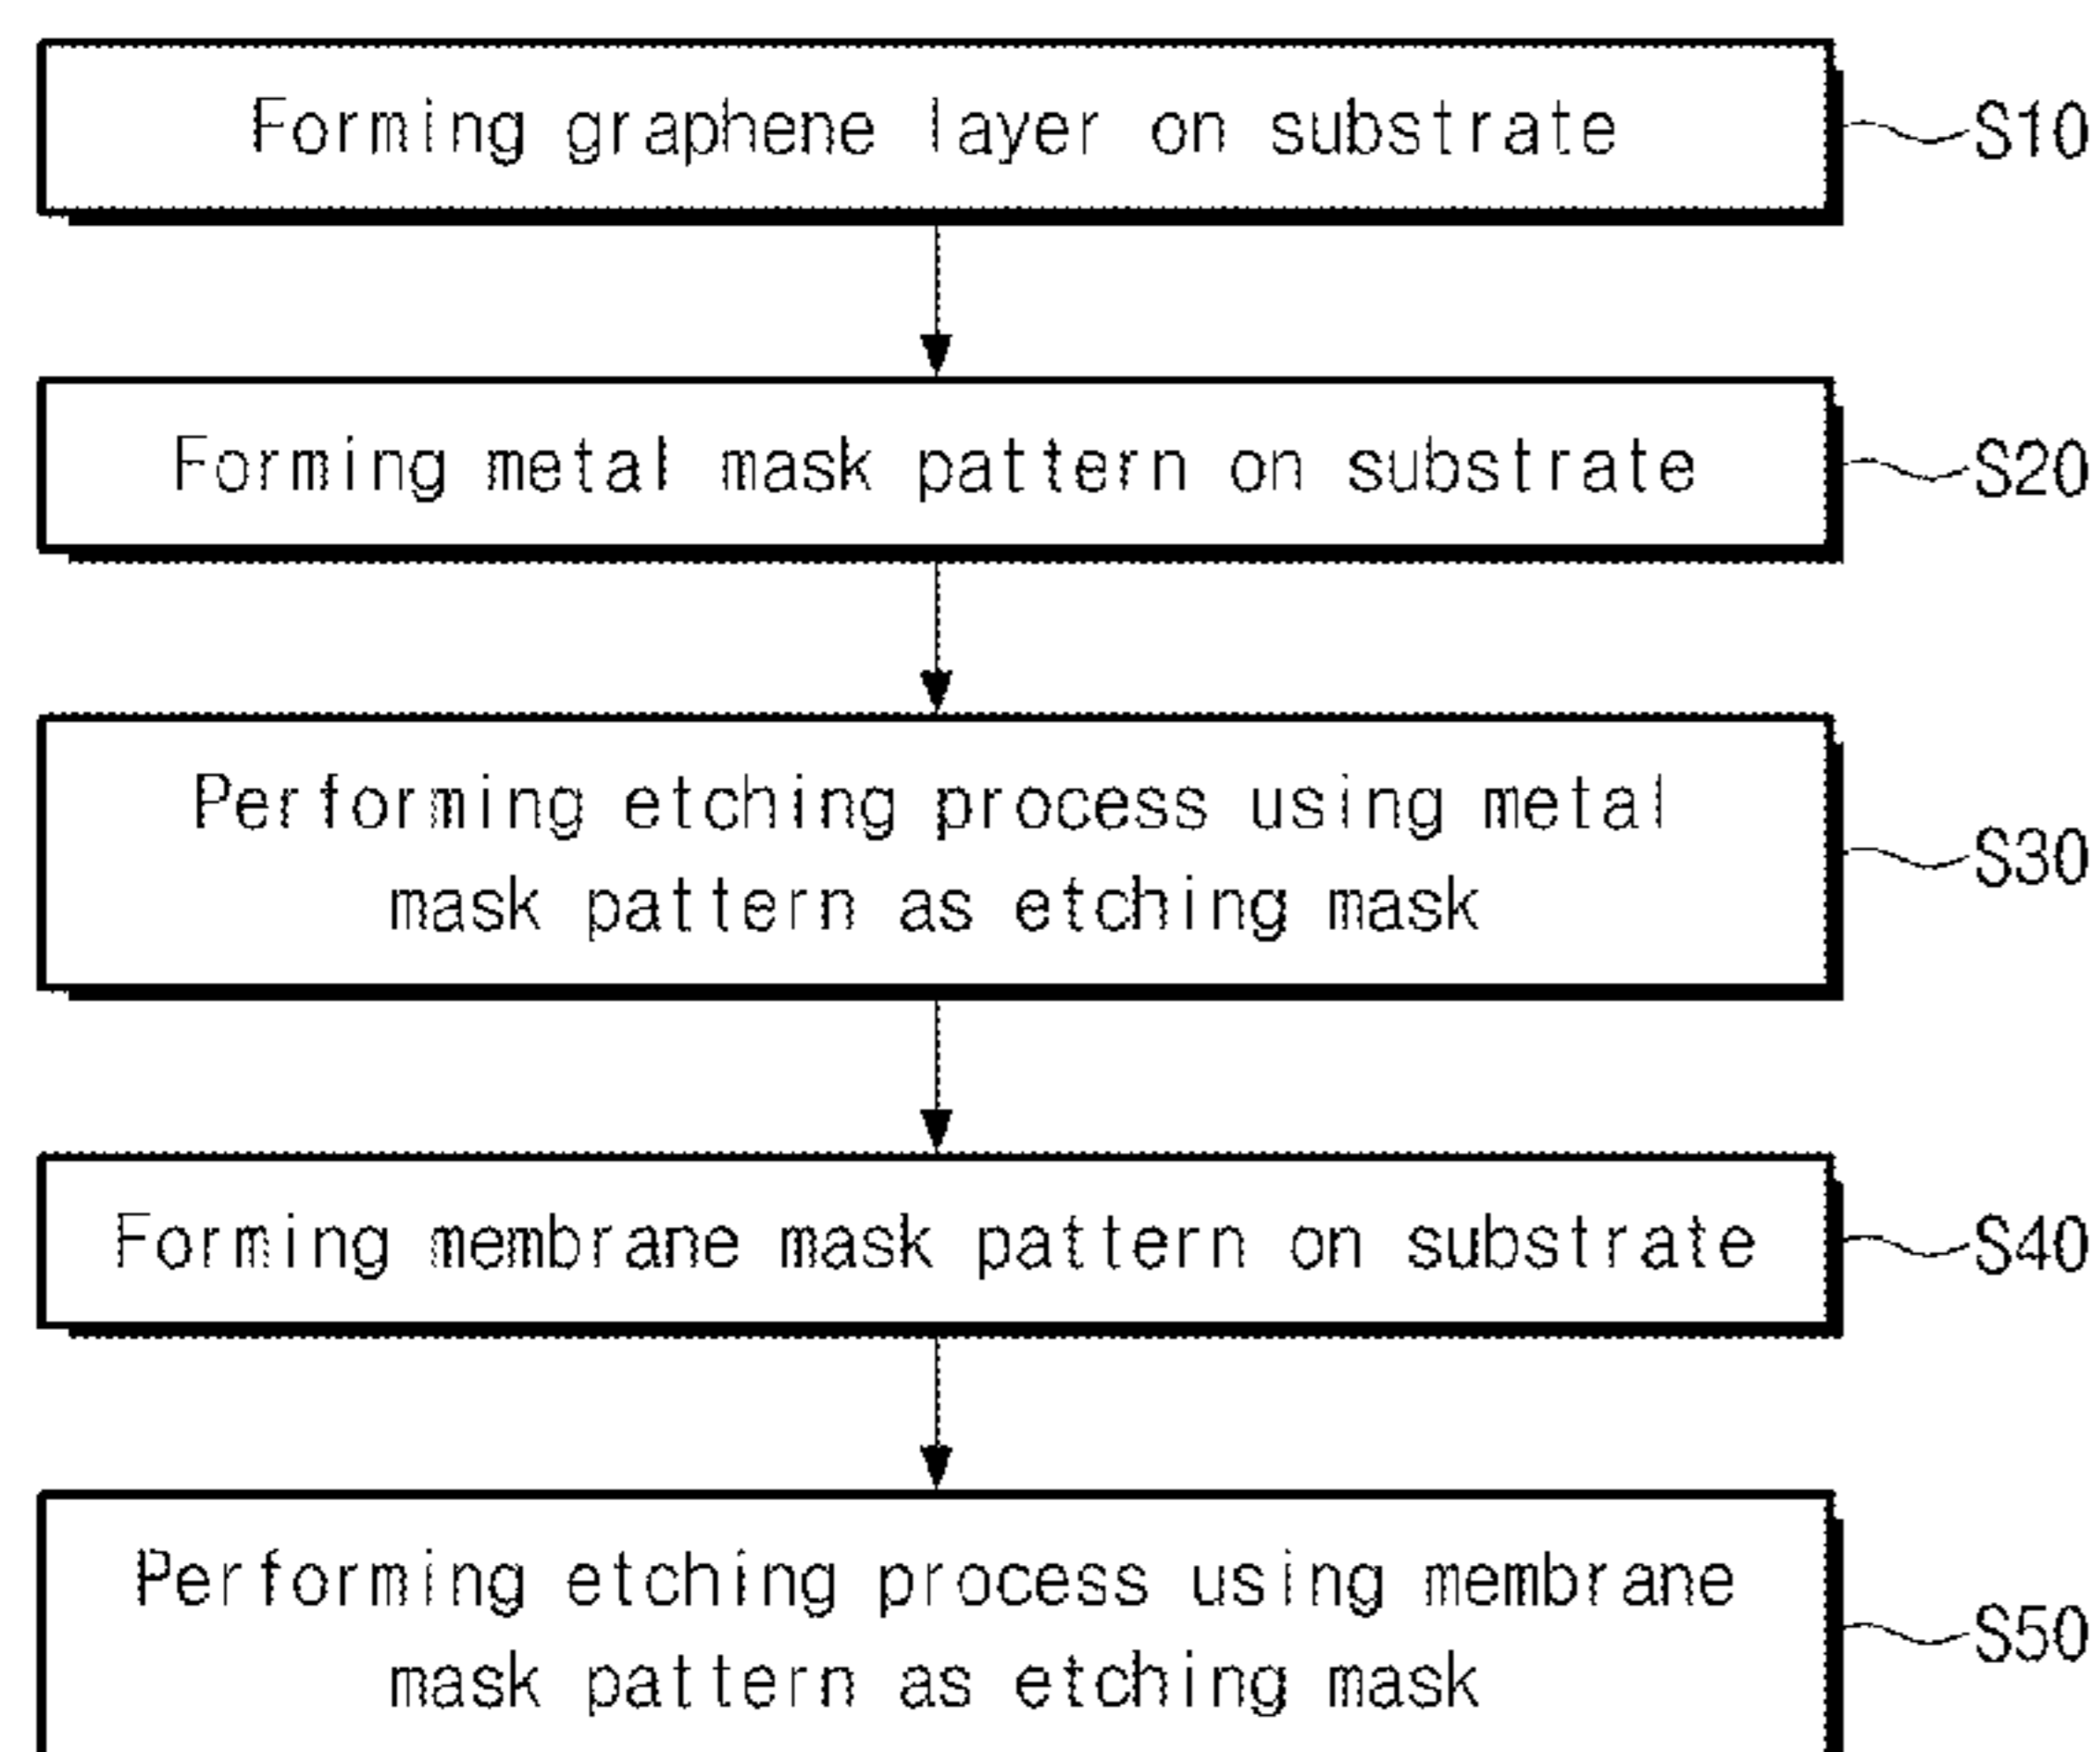 Forming graphene layer on substrate
S10
Forming metal mask pattern on substrate
S20
Performing etching process using metal
mask pattern as etching mask
S30
Forming membrane mask pattern on substrate
S40
Performing etching process using membrane
mask pattern as etching mask
S50